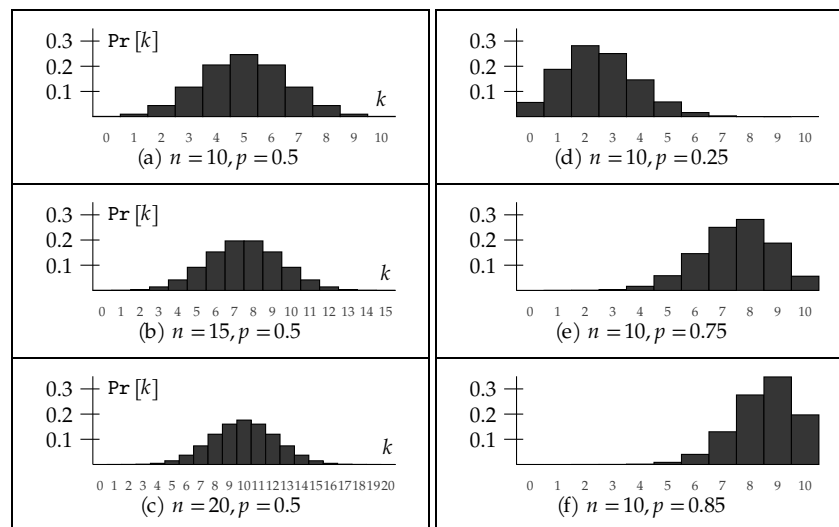 0.3 Pr [k]
0.2
0.1 k
0 1 2 3 4 5 6 7 8 9 10
(a) n = 10, p = 0.5
0.3 Pr [k]
0.2
0.1 k
0 1 2 3 4 5 6 7 8 9 10 11 12 13 14 15
(b) n = 15, p = 0.5
0.3 Pr [k]
0.2
0.1 k
0 1 2 3 4 5 6 7 8 9 10 11 12 13 14 15 16 17 18 19 20
(c) n = 20, p = 0.5
0.3
0.2
0.1
0 1 2 3 4 5 6 7 8 9 10
(d) n = 10, p = 0.25
0.3
0.2
0.1
0 1 2 3 4 5 6 7 8 9 10
(e) n = 10, p = 0.75
0.3
0.2
0.1
0 1 2 3 4 5 6 7 8 9 10
(f) n = 10, p = 0.85